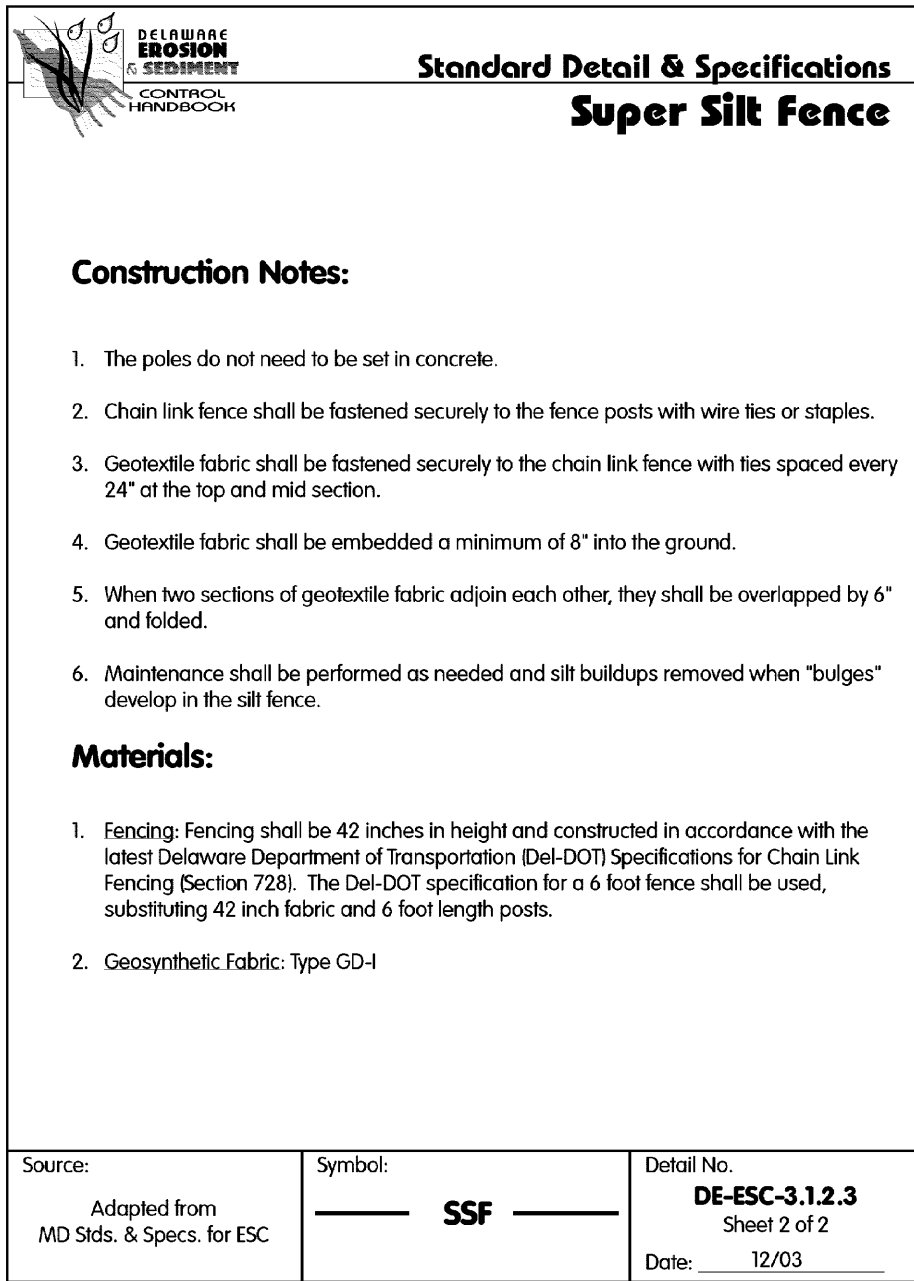 DELAWARE
EROSION
& SEDIMENT
CONTROL
HANDBOOK
Standard Detail & Specifications
Super Silt Fence
Construction Notes:
1. The poles do not need to be set in concrete.
2. Chain link fence shall be fastened securely to the fence posts with wire ties or staples.
3. Geotextile fabric shall be fastened securely to the chain link fence with ties spaced every
24" at the top and mid section.
4. Geotextile fabric shall be embedded a minimum of 8" into the ground.
5. When two sections of geotextile fabric adjoin each other, they shall be overlapped by 6"
and folded.
6. Maintenance shall be performed as needed and silt buildups removed when "bulges"
develop in the silt fence.
Materials:
1. Fencing: Fencing shall be 42 inches in height and constructed in accordance with the
latest Delaware Department of Transportation (Del-DOT) Specifications for Chain Link
Fencing (Section 728). The Del-DOT specification for a 6 foot fence shall be used,
substituting 42 inch fabric and 6 foot length posts.
2. Geosynthetic Fabric: Type GD-I
Source:
Adapted from
MD Stds. & Specs. for ESC
Symbol:
SSF
Detail No.
DE-ESC-3.1.2.3
Sheet 2 of 2
Date: 12/03